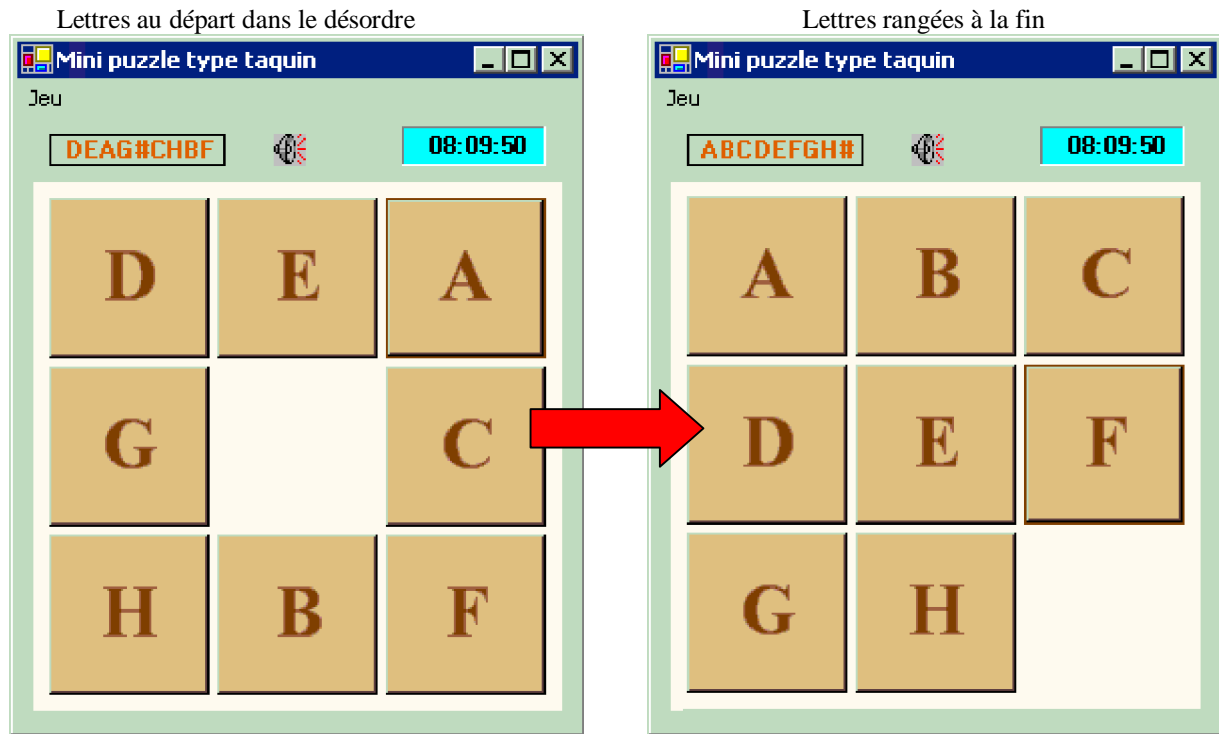 Lettres au départ dans le désordre
Mini puzzle type taquin
Jeu
DEAG#CHBF
08:09:50
D E A
G C
H B F
Lettres rangées à la fin
Mini puzzle type taquin
Jeu
ABCDEFGH#
08:09:50
A B C
D E F
G H